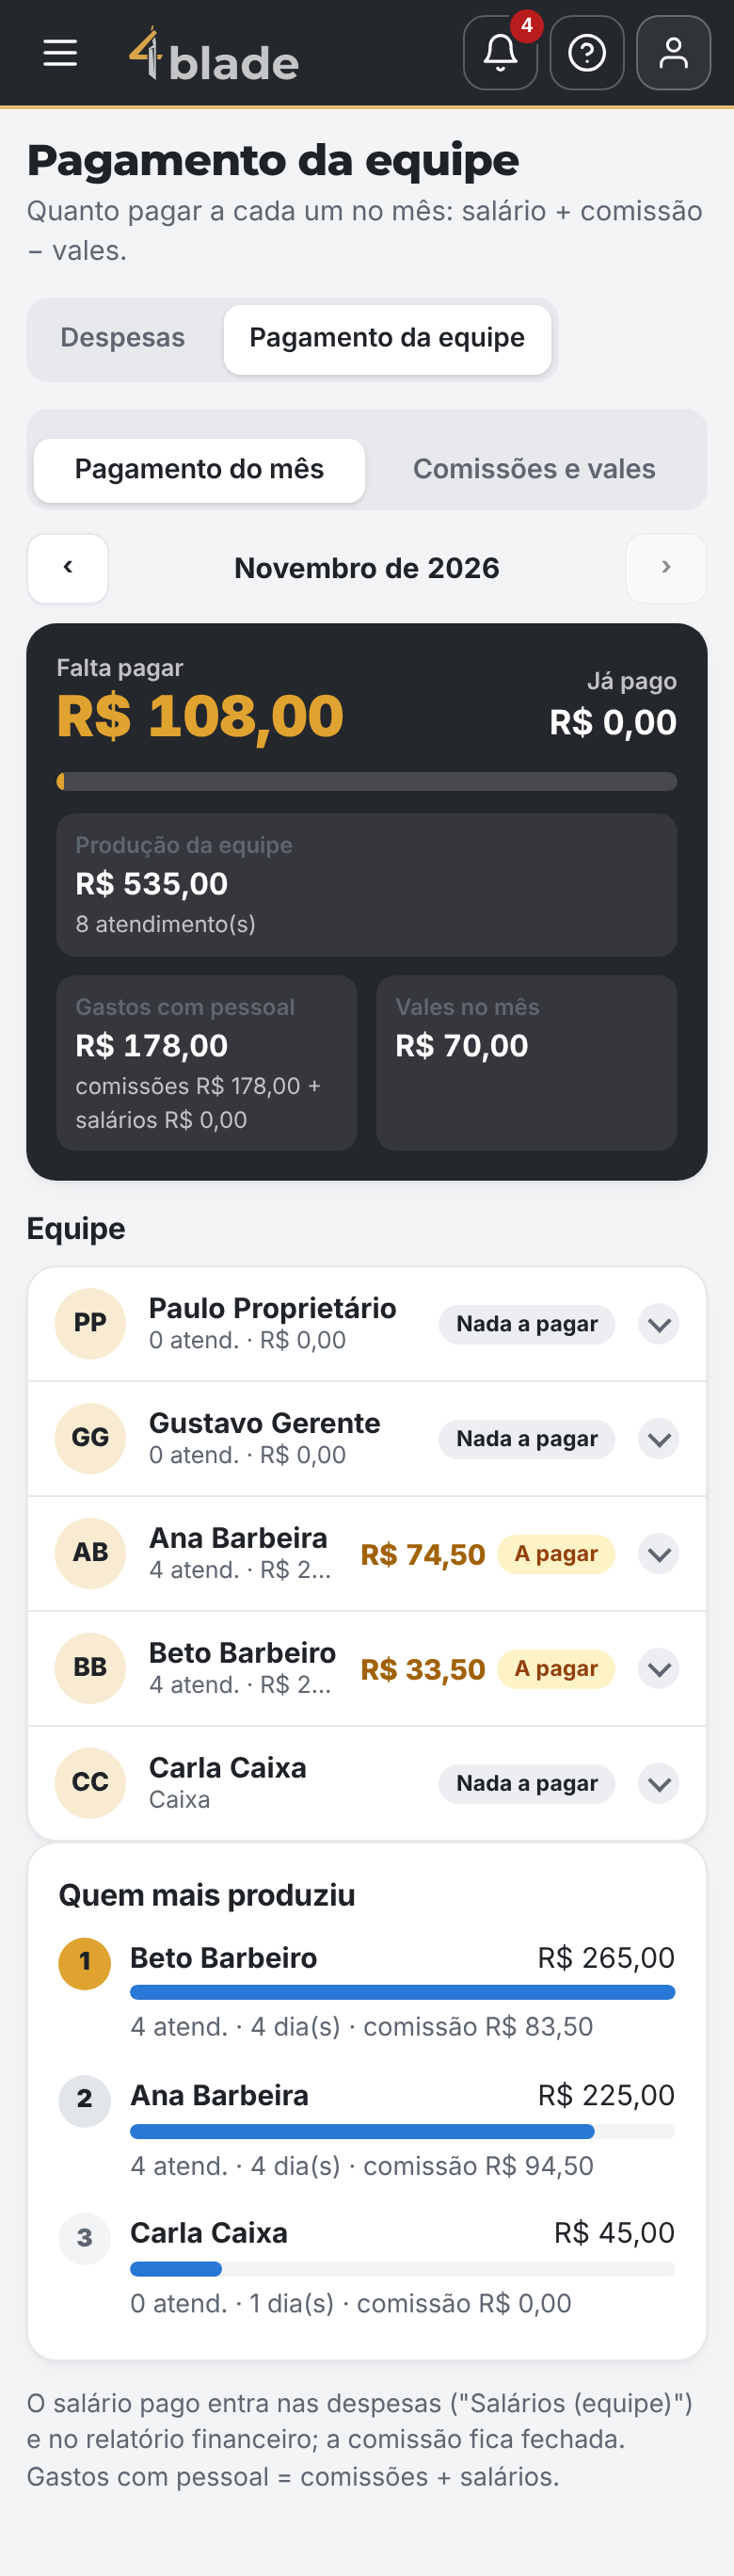 4blade
4
Pagamento da equipe
Quanto pagar a cada um no mês: salário + comissão
– vales.
Despesas
Pagamento da equipe
Pagamento do mês
Comissões e vales
‹
Novembro de 2026
›
Falta pagar
R$ 108,00
Já pago
R$ 0,00
Produção da equipe
R$ 535,00
8 atendimento(s)
Gastos com pessoal
R$ 178,00
comissões R$ 178,00 +
salários R$ 0,00
Vales no mês
R$ 70,00
Equipe
PP
Paulo Proprietário
0 atend. · R$ 0,00
Nada a pagar
GG
Gustavo Gerente
0 atend. · R$ 0,00
Nada a pagar
AB
Ana Barbeira
4 atend. · R$ 2...
R$ 74,50
A pagar
BB
Beto Barbeiro
4 atend. · R$ 2...
R$ 33,50
A pagar
CC
Carla Caixa
Caixa
Nada a pagar
Quem mais produziu
1
Beto Barbeiro
R$ 265,00
4 atend. · 4 dia(s) · comissão R$ 83,50
2
Ana Barbeira
R$ 225,00
4 atend. · 4 dia(s) · comissão R$ 94,50
3
Carla Caixa
R$ 45,00
0 atend. · 1 dia(s) · comissão R$ 0,00
O salário pago entra nas despesas ("Salários (equipe)")
e no relatório financeiro; a comissão fica fechada.
Gastos com pessoal = comissões + salários.